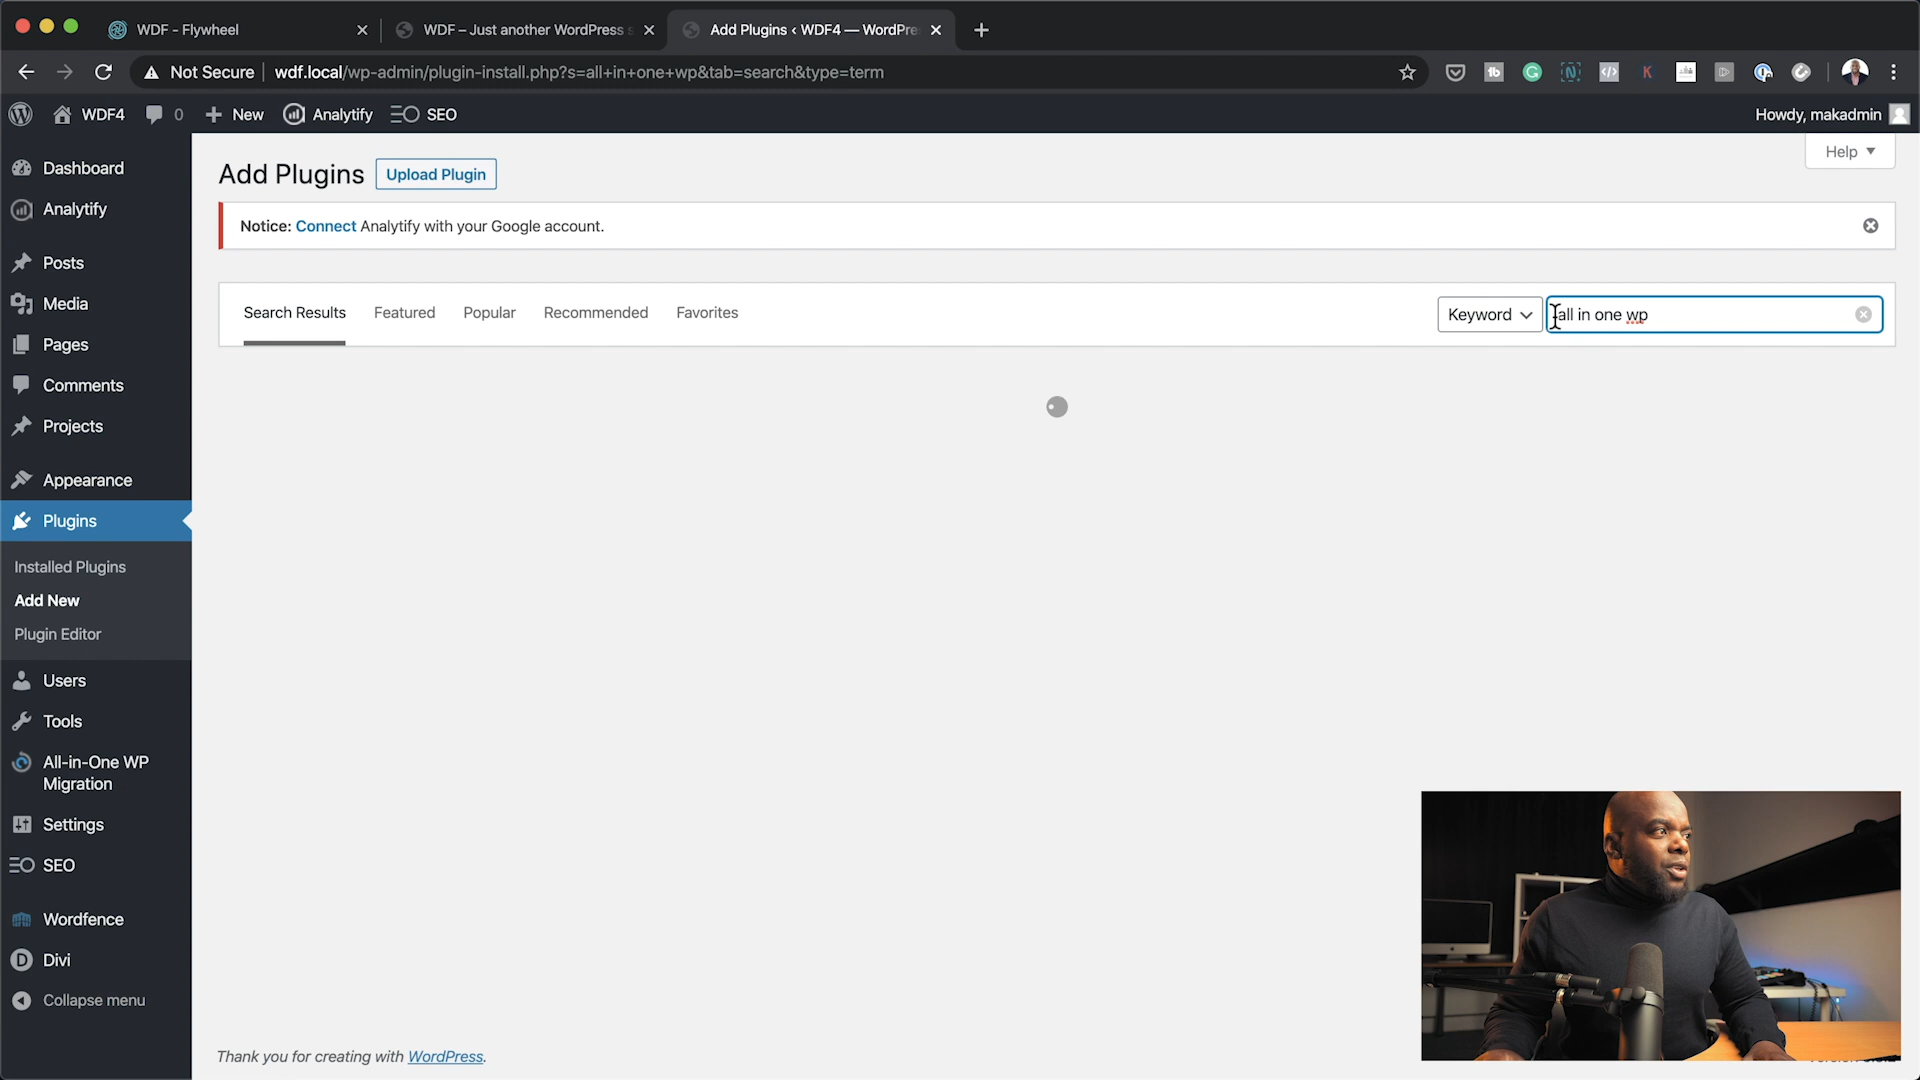 WDF - Flywheel
WDF – Just another WordPress s
Add Plugins ‹ WDF4 — WordPre
Not Secure
wdf.local/wp-admin/plugin-install.php?s=all+in+one+wp&tab=search&type=term
WDF4
0
New
Analytify
SEO
Howdy, makadmin
Dashboard
Analytify
Posts
Media
Pages
Comments
Projects
Appearance
Plugins
Installed Plugins
Add New
Plugin Editor
Users
Tools
All-in-One WP
Migration
Settings
SEO
Wordfence
Divi
Collapse menu
Help
Add Plugins
Upload Plugin
Notice: Connect Analytify with your Google account.
Search Results
Featured
Popular
Recommended
Favorites
Keyword
all in one wp
Thank you for creating with WordPress.